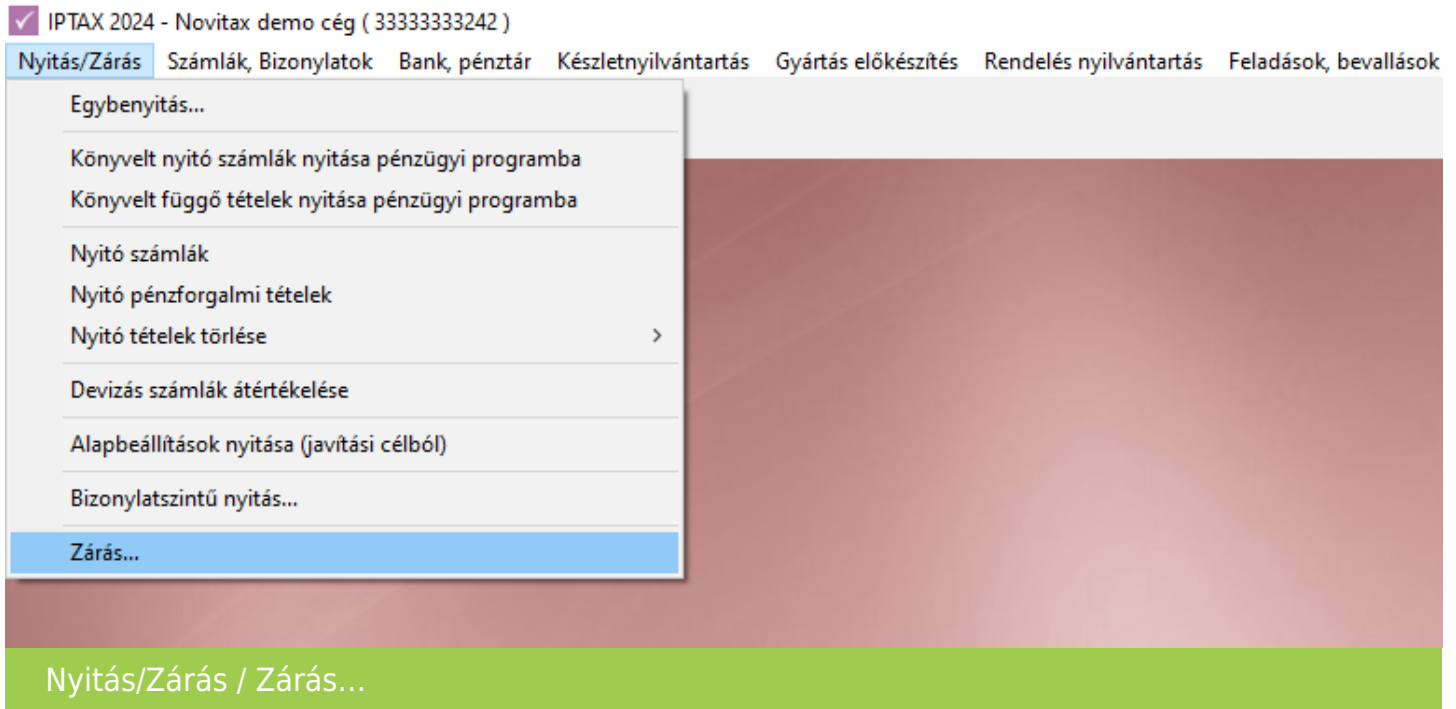 IPTAX 2024 - Novitax demo cég ( 33333333242 )
Nyitás/Zárás Számlák, Bizonylatok Bank, pénztár Készletnyilvántartás Gyártás előkészítés Rendelés nyilvántartás Feladások, bevallások
Egybenyitás...
Könyvelt nyitó számlák nyitása pénzügyi programba
Könyvelt függő tételek nyitása pénzügyi programba
Nyitó számlák
Nyitó pénzforgalmi tételek
Nyitó tételek törlése
Devizás számlák átértékelése
Alapbeállítások nyitása (javítási célból)
Bizonylatszintű nyitás...
Zárás...
Nyitás/Zárás / Zárás...